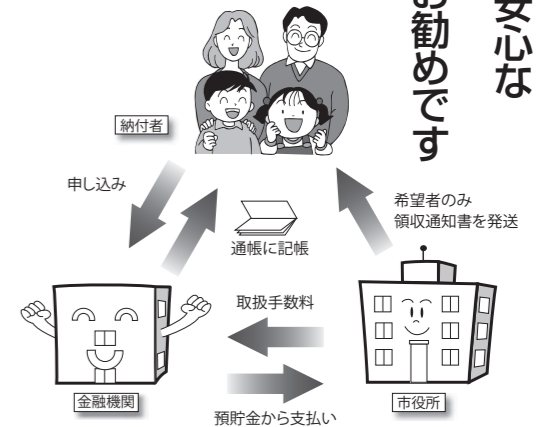 安心な
お勧めです
納付者
申し込み
通帳に記帳
希望者のみ
領収通知書を発送
取扱手数料
金融機関
預貯金から支払い
市役所